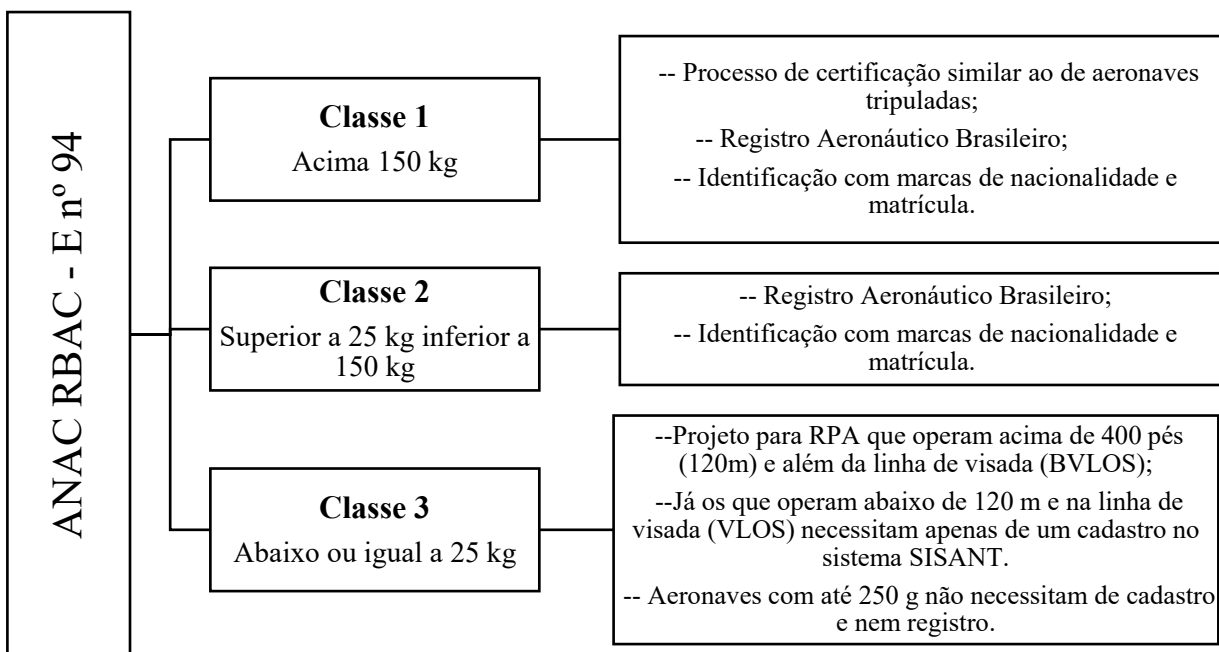 ANAC RBAC - E nº 94
Classe 1
Acima 150 kg
-- Processo de certificação similar ao de aeronaves
tripuladas;
-- Registro Aeronáutico Brasileiro;
-- Identificação com marcas de nacionalidade e
matrícula.
Classe 2
Superior a 25 kg inferior a
150 kg
-- Registro Aeronáutico Brasileiro;
-- Identificação com marcas de nacionalidade e
matrícula.
Classe 3
Abaixo ou igual a 25 kg
--Projeto para RPA que operam acima de 400 pés
(120m) e além da linha de visada (BVLOS);
--Já os que operam abaixo de 120 m e na linha de
visada (VLOS) necessitam apenas de um cadastro no
sistema SISANT.
-- Aeronaves com até 250 g não necessitam de cadastro
e nem registro.